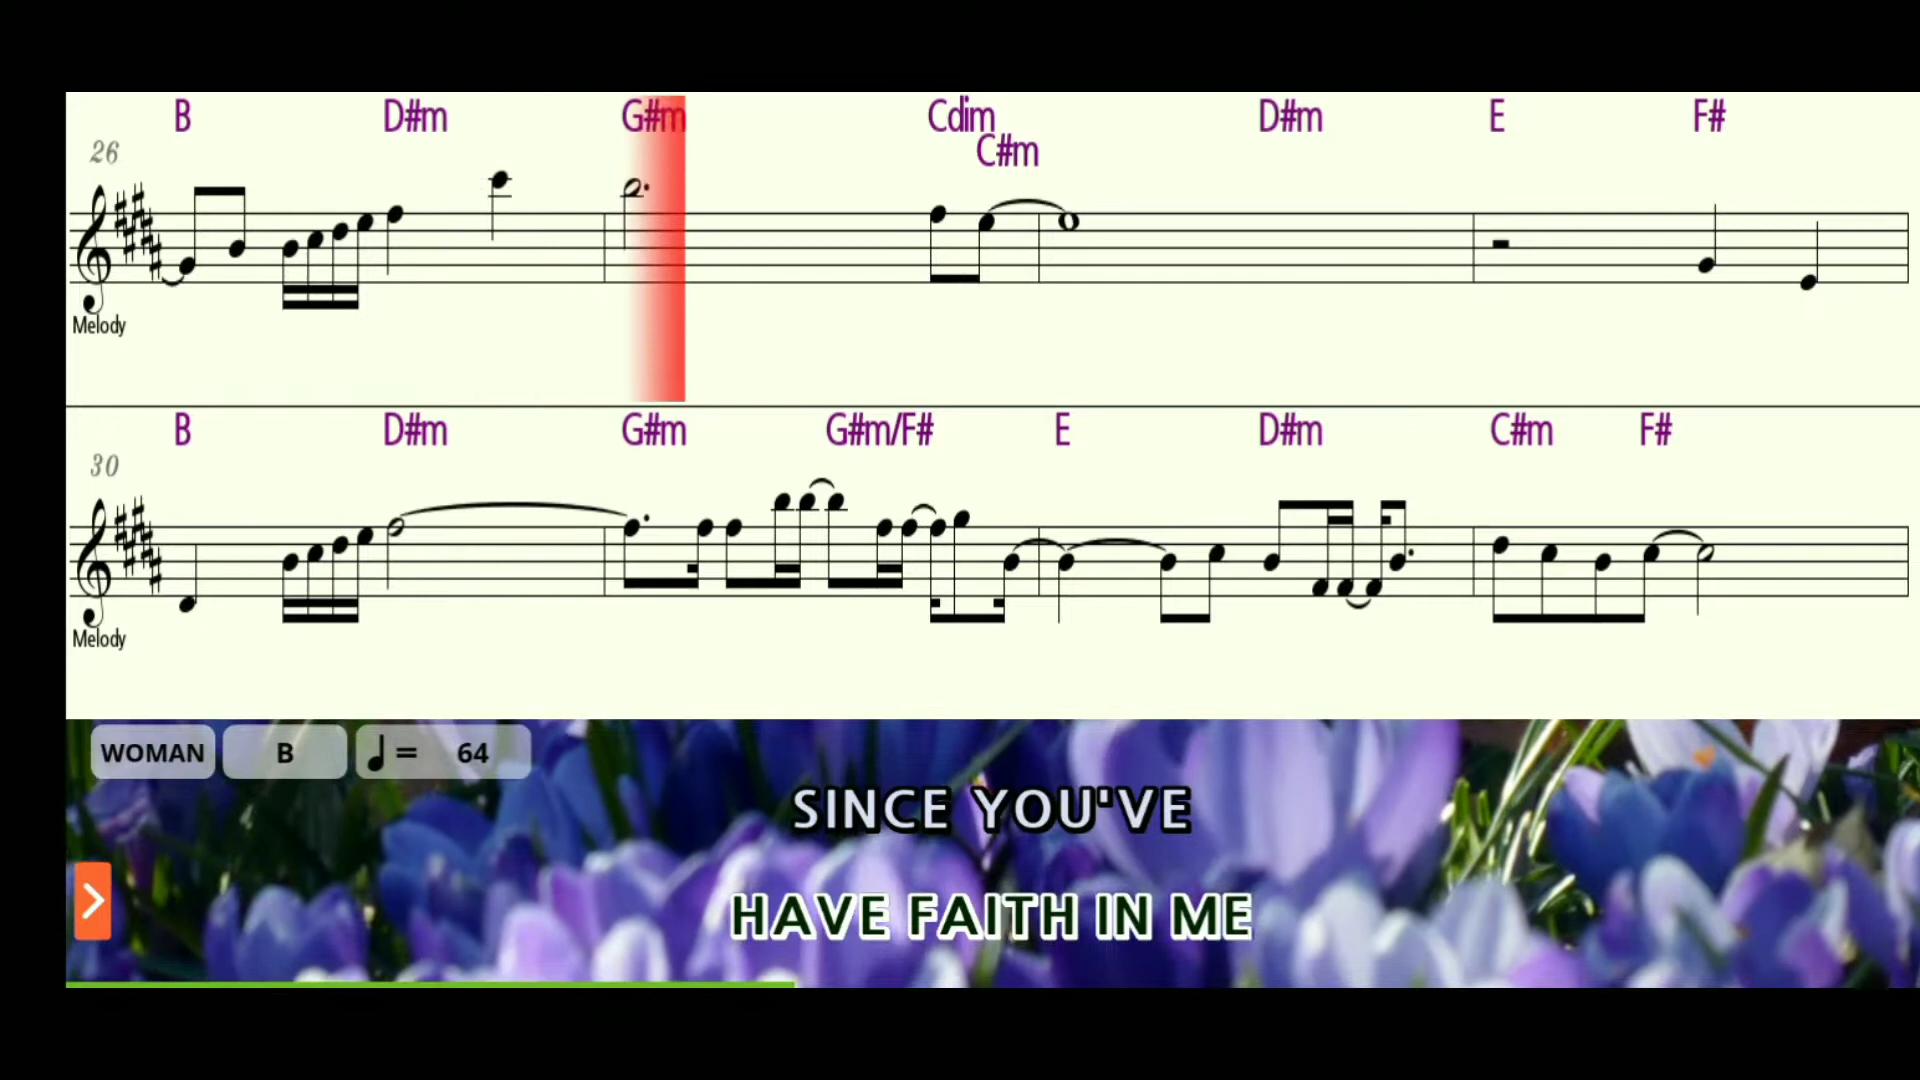 B D#m G#m Cdim D#m E F#
C#m
26
Melody
B D#m G#m G#m/F# E D#m C#m F#
30
Melody
WOMAN B ♩ = 64
SINCE YOU'VE
HAVE FAITH IN ME